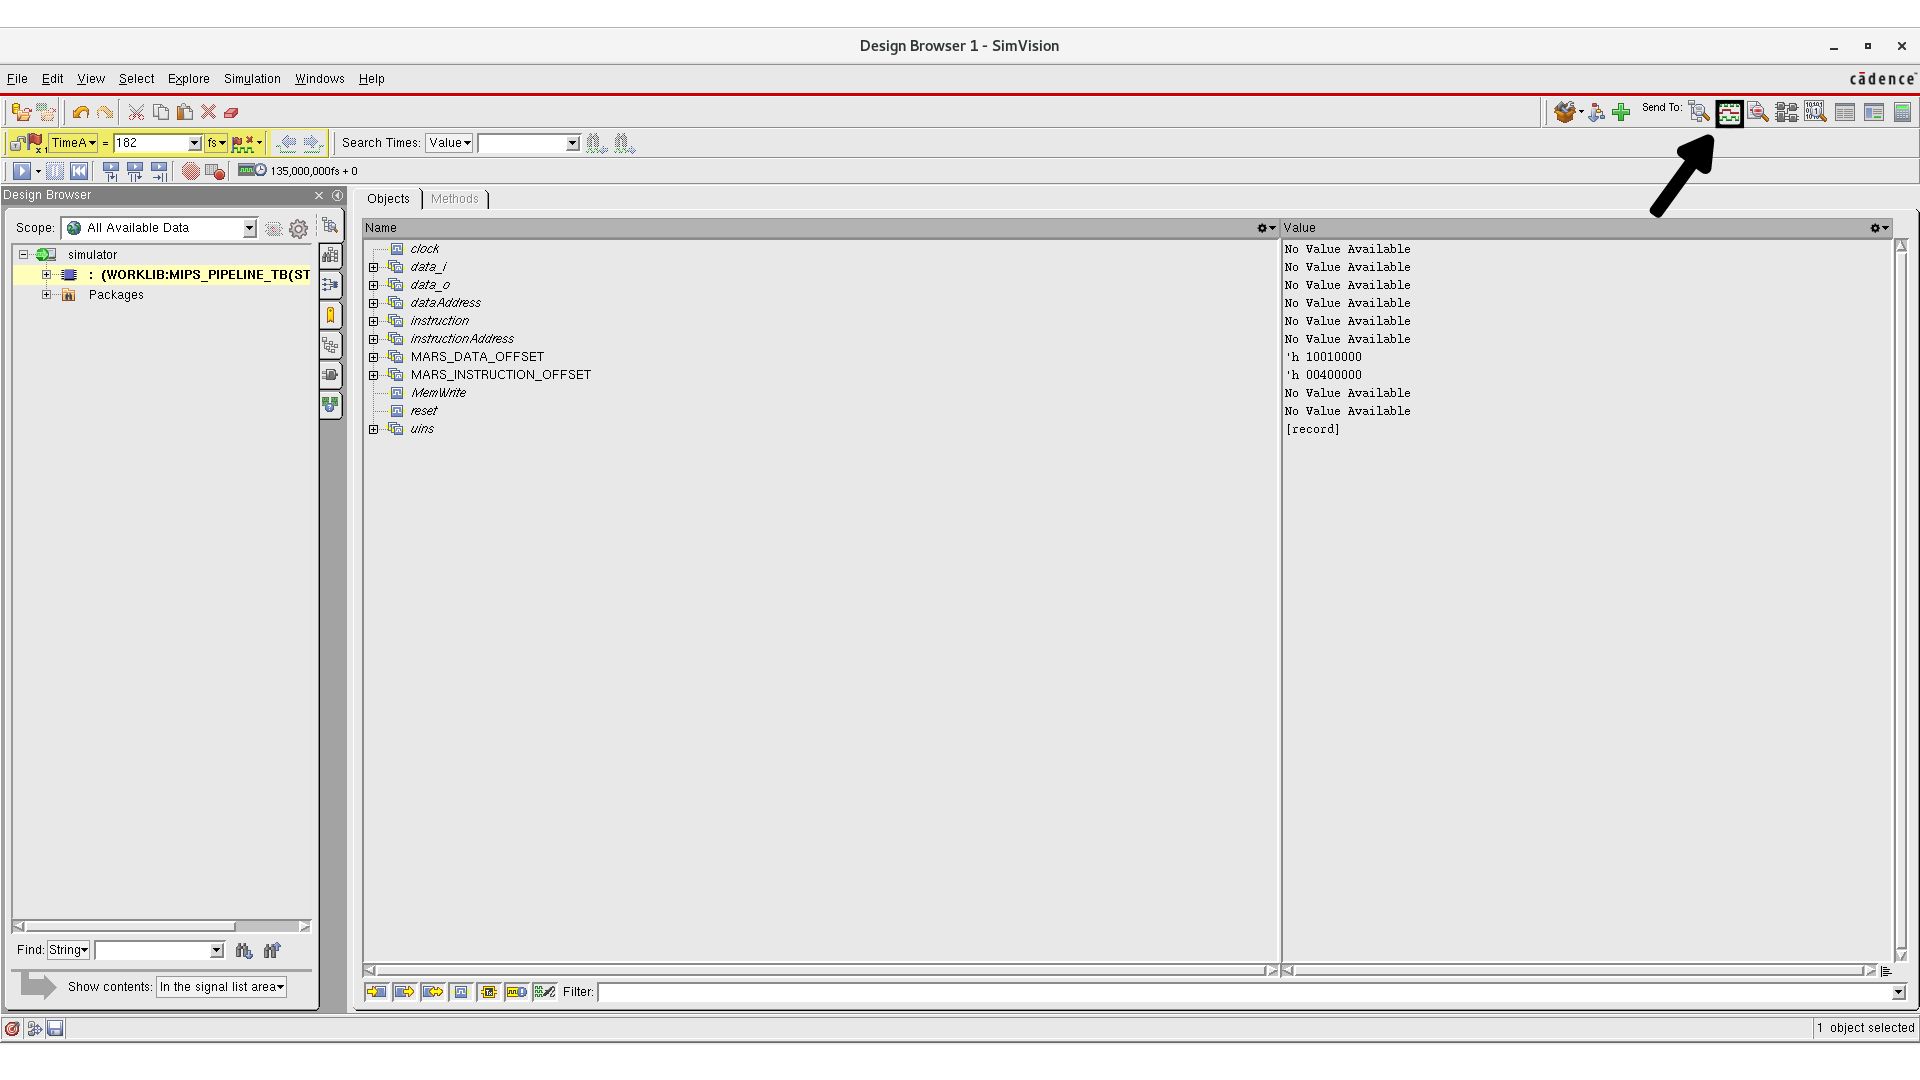 Design Browser 1 - SimVision
File Edit View Select Explore Simulation Windows Help
cādence
Send To:
TimeA = 182 fs
Search Times: Value
135,000,000fs + 0
Design Browser
Scope: All Available Data
simulator
: (WORKLIB:MIPS_PIPELINE_TB(ST
Packages
Find: String
Show contents: In the signal list area
Objects Methods
Name Value
clock No Value Available
data_i No Value Available
data_o No Value Available
dataAddress No Value Available
instruction No Value Available
instructionAddress No Value Available
MARS_DATA_OFFSET 'h 10010000
MARS_INSTRUCTION_OFFSET 'h 00400000
MemWrite No Value Available
reset No Value Available
uins [record]
Filter:
1 object selected